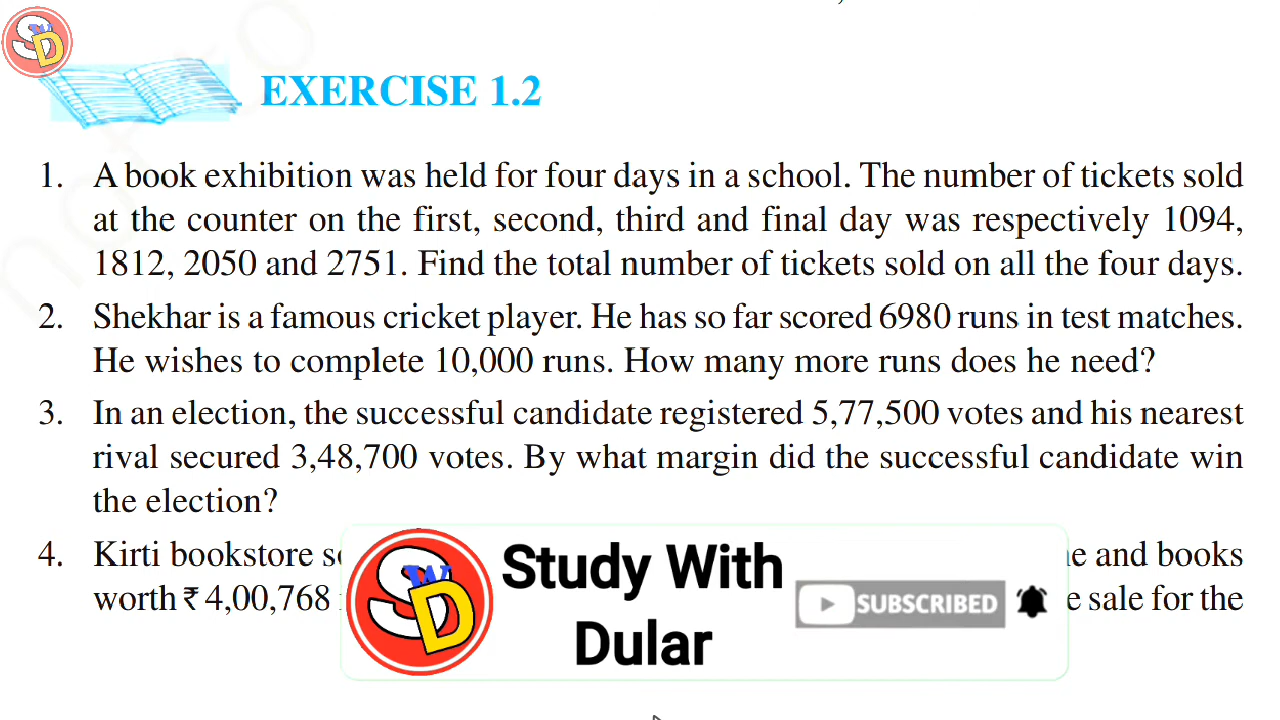 EXERCISE 1.2
1. A book exhibition was held for four days in a school. The number of tickets sold
at the counter on the first, second, third and final day was respectively 1094,
1812, 2050 and 2751. Find the total number of tickets sold on all the four days.
2. Shekhar is a famous cricket player. He has so far scored 6980 runs in test matches.
He wishes to complete 10,000 runs. How many more runs does he need?
3. In an election, the successful candidate registered 5,77,500 votes and his nearest
rival secured 3,48,700 votes. By what margin did the successful candidate win
the election?
4. Kirti bookstore and books
worth ₹ 4,00,768 sale for the
SWD
Study With
Dular
SUBSCRIBED